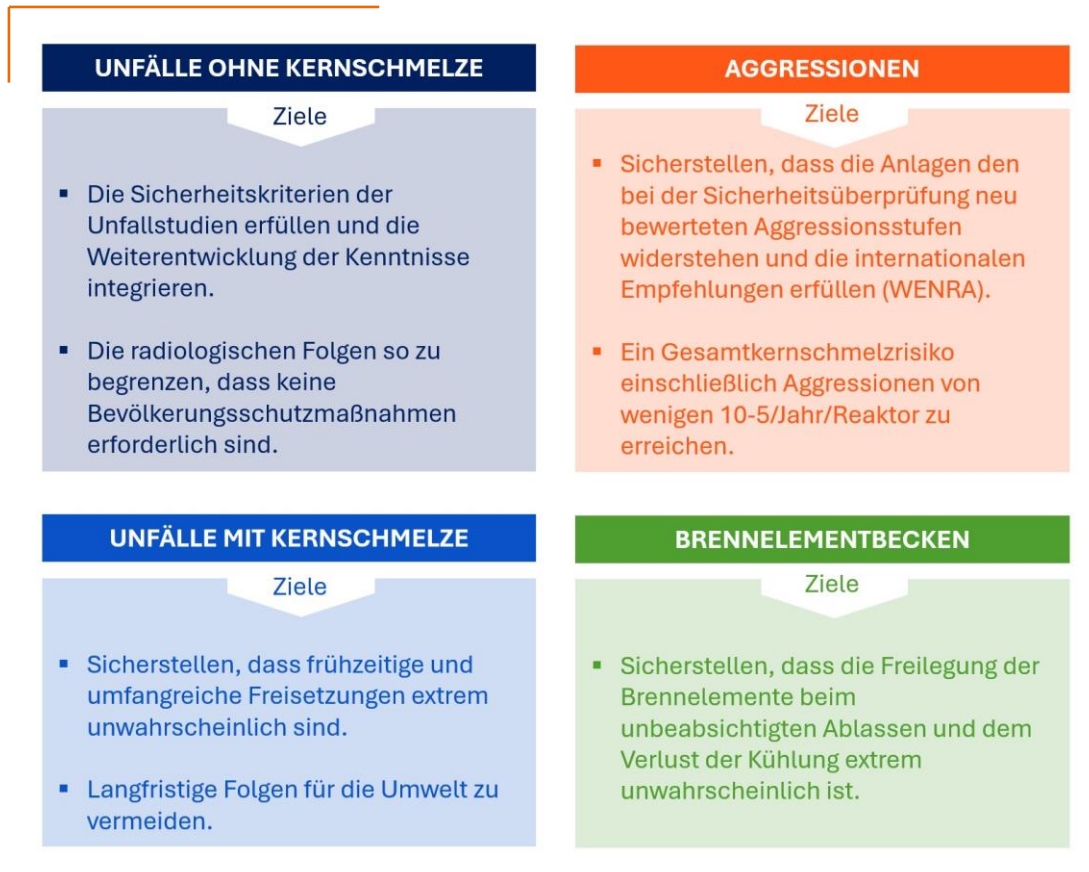 UNFÄLLE OHNE KERNSCHMELZE
Ziele
▪ Die Sicherheitskriterien der
Unfallstudien erfüllen und die
Weiterentwicklung der Kenntnisse
integrieren.
▪ Die radiologischen Folgen so zu
begrenzen, dass keine
Bevölkerungsschutzmaßnahmen
erforderlich sind.
AGGRESSIONEN
Ziele
▪ Sicherstellen, dass die Anlagen den
bei der Sicherheitsüberprüfung neu
bewerteten Aggressionsstufen
widerstehen und die internationalen
Empfehlungen erfüllen (WENRA).
▪ Ein Gesamtkernschmelzrisiko
einschließlich Aggressionen von
wenigen 10-5/Jahr/Reaktor zu
erreichen.
UNFÄLLE MIT KERNSCHMELZE
Ziele
▪ Sicherstellen, dass frühzeitige und
umfangreiche Freisetzungen extrem
unwahrscheinlich sind.
▪ Langfristige Folgen für die Umwelt zu
vermeiden.
BRENNELEMENTBECKEN
Ziele
▪ Sicherstellen, dass die Freilegung der
Brennelemente beim
unbeabsichtigten Ablassen und dem
Verlust der Kühlung extrem
unwahrscheinlich ist.